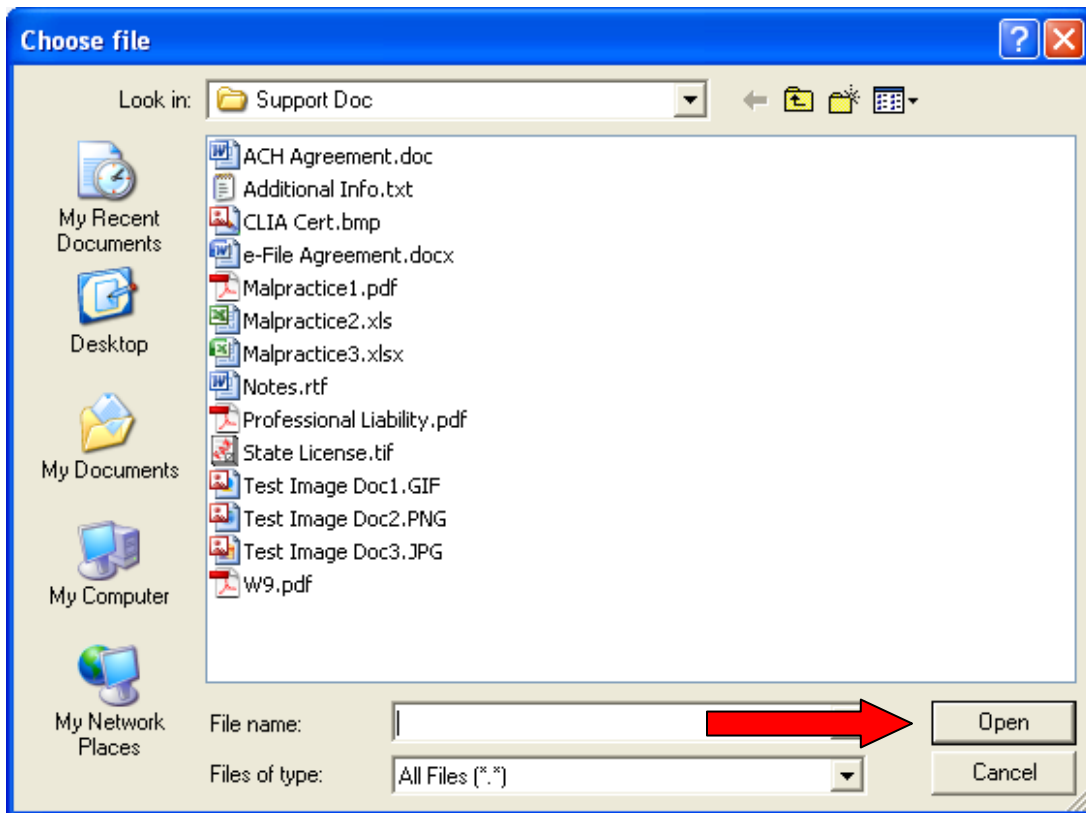 Choose file
Look in:
Support Doc
My Recent
Documents
Desktop
My Documents
My Computer
My Network
Places
ACH Agreement.doc
Additional Info.txt
CLIA Cert.bmp
e-File Agreement.docx
Malpractice1.pdf
Malpractice2.xls
Malpractice3.xlsx
Notes.rtf
Professional Liability.pdf
State License.tif
Test Image Doc1.GIF
Test Image Doc2.PNG
Test Image Doc3.JPG
W9.pdf
File name:
Open
Files of type:
All Files (*.*)
Cancel